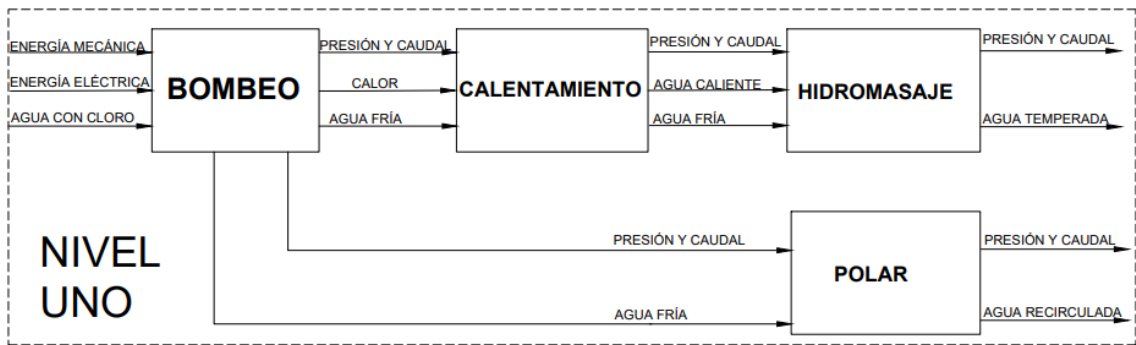 ENERGÍA MECÁNICA
ENERGÍA ELÉCTRICA
AGUA CON CLORO
BOMBEO
PRESIÓN Y CAUDAL
CALOR
AGUA FRÍA
CALENTAMIENTO
PRESIÓN Y CAUDAL
AGUA CALIENTE
AGUA FRÍA
HIDROMASAJE
PRESIÓN Y CAUDAL
AGUA TEMPERADA
NIVEL
UNO
PRESIÓN Y CAUDAL
AGUA FRÍA
POLAR
PRESIÓN Y CAUDAL
AGUA RECIRCULADA